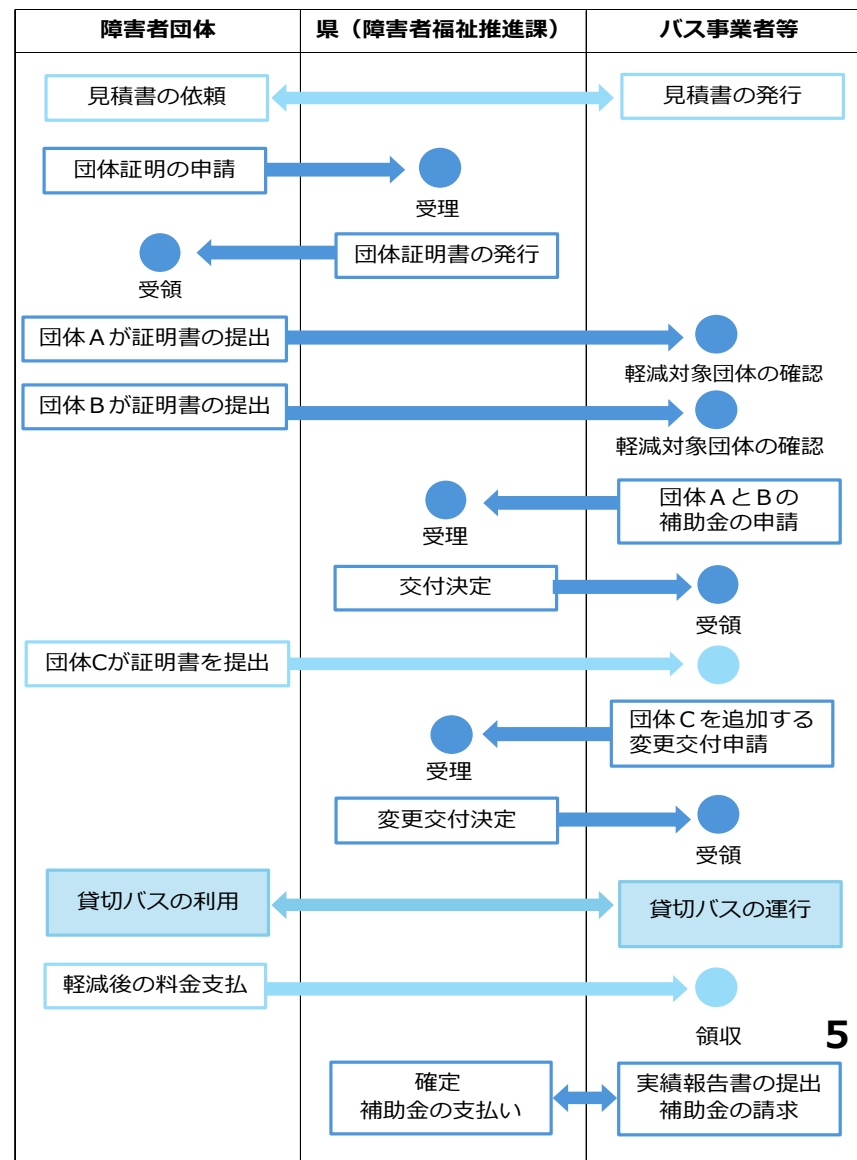 障害者団体
県（障害者福祉推進課）
バス事業者等
見積書の依頼
見積書の発行
団体証明の申請
受理
団体証明書の発行
受領
団体Ａが証明書の提出
軽減対象団体の確認
団体Ｂが証明書の提出
軽減対象団体の確認
団体ＡとＢの
補助金の申請
受理
交付決定
受領
団体Cが証明書を提出
団体Ｃを追加する
変更交付申請
受理
変更交付決定
受領
貸切バスの利用
貸切バスの運行
軽減後の料金支払
領収
5
確定
補助金の支払い
実績報告書の提出
補助金の請求